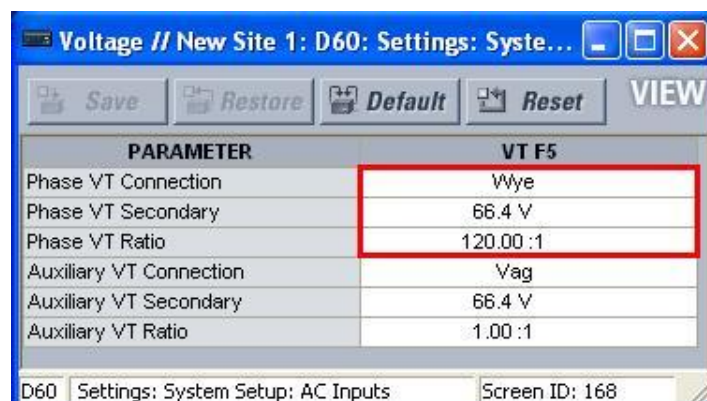 Voltage // New Site 1: D60: Settings: Syste...
Save Restore Default Reset VIEW
PARAMETER VT F5
Phase VT Connection Wye
Phase VT Secondary 66.4 V
Phase VT Ratio 120.00 :1
Auxiliary VT Connection Vag
Auxiliary VT Secondary 66.4 V
Auxiliary VT Ratio 1.00 :1
D60 Settings: System Setup: AC Inputs Screen ID: 168